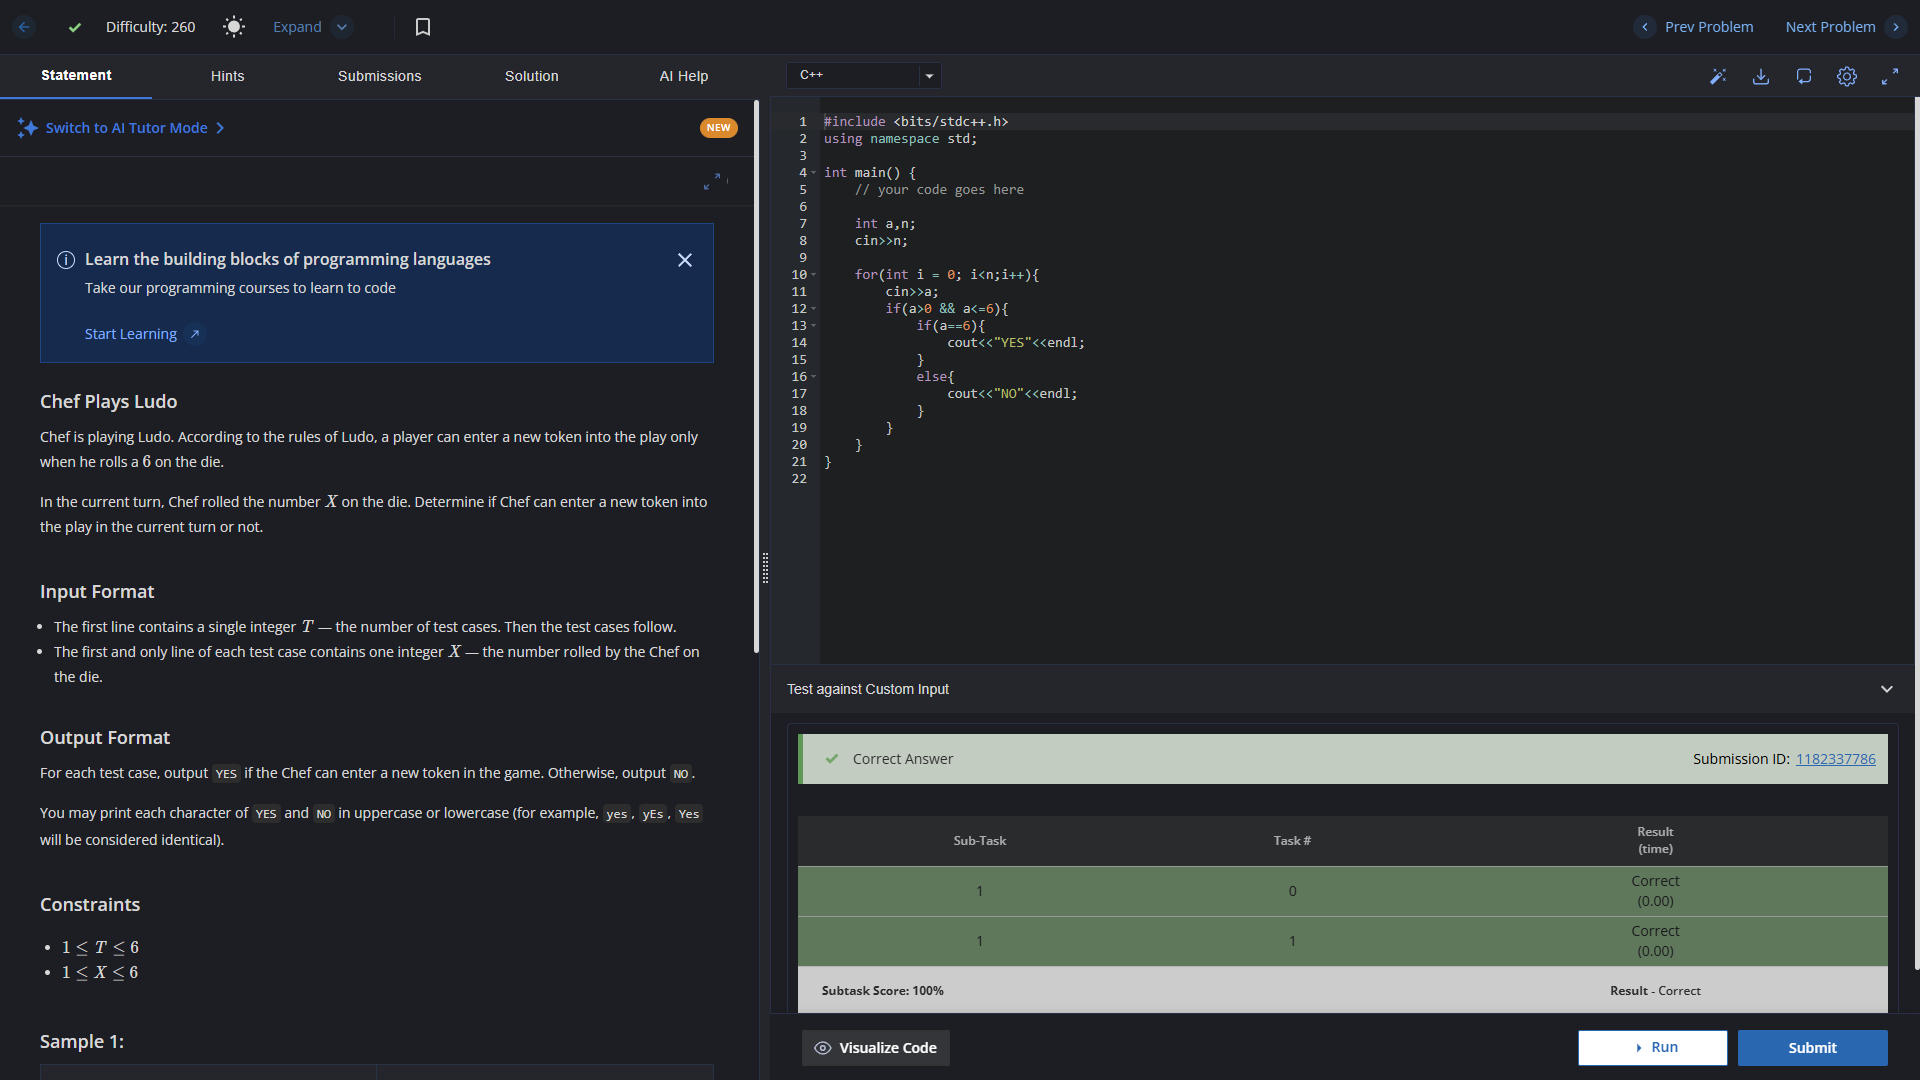 Difficulty: 260
Expand
Prev Problem
Next Problem
Statement
Hints
Submissions
Solution
AI Help
Switch to AI Tutor Mode
NEW
Learn the building blocks of programming languages
Take our programming courses to learn to code
Start Learning
Chef Plays Ludo
Chef is playing Ludo. According to the rules of Ludo, a player can enter a new token into the play only
when he rolls a 6 on the die.
In the current turn, Chef rolled the number X on the die. Determine if Chef can enter a new token into
the play in the current turn or not.
Input Format
• The first line contains a single integer T — the number of test cases. Then the test cases follow.
• The first and only line of each test case contains one integer X — the number rolled by the Chef on
the die.
Output Format
For each test case, output YES if the Chef can enter a new token in the game. Otherwise, output NO.
You may print each character of YES and NO in uppercase or lowercase (for example, yes, yEs, Yes
will be considered identical).
Constraints
• 1 ≤ T ≤ 6
• 1 ≤ X ≤ 6
Sample 1:
C++
1 #include <bits/stdc++.h>
2 using namespace std;
3
4 int main() {
5     // your code goes here
6
7     int a,n;
8     cin>>n;
9
10     for(int i = 0; i<n;i++){
11         cin>>a;
12         if(a>0 && a<=6){
13             if(a==6){
14                 cout<<"YES"<<endl;
15             }
16             else{
17                 cout<<"NO"<<endl;
18             }
19         }
20     }
21 }
22
Test against Custom Input
Correct Answer
Submission ID: 1182337786
Sub-Task Task # Result
(time)
1 0 Correct
(0.00)
1 1 Correct
(0.00)
Subtask Score: 100% Result - Correct
Visualize Code
Run
Submit